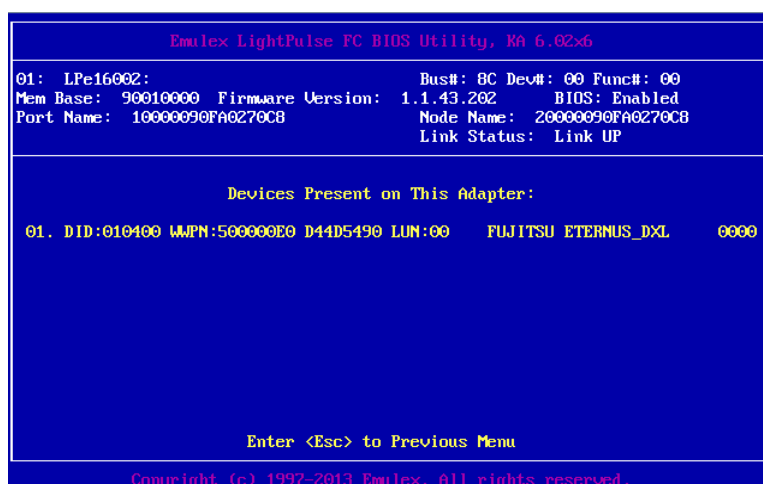 Emulex LightPulse FC BIOS Utility, KA 6.02x6
01: LPe16002: Bus#: 8C Dev#: 00 Func#: 00
Mem Base: 90010000 Firmware Version: 1.1.43.202 BIOS: Enabled
Port Name: 10000090FA0270C8 Node Name: 20000090FA0270C8
Link Status: Link UP
Devices Present on This Adapter:
01. DID:010400 WWPN:500000E0 D44D5490 LUN:00 FUJITSU ETERNUS_DXL 0000
Enter <Esc> to Previous Menu
Copyright (c) 1997-2013 Emulex. All rights reserved.